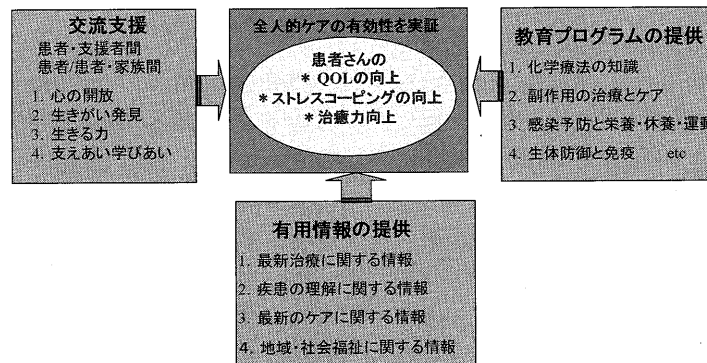 交流支援
患者・支援者間
患者/患者・家族間
1. 心の開放
2. 生きがい発見
3. 生きる力
4. 支えあい学びあい
全人的ケアの有効性を実証
患者さんの
* QOLの向上
* ストレスコーピングの向上
* 治癒力向上
教育プログラムの提供
1. 化学療法の知識
2. 副作用の治療とケア
3. 感染予防と栄養・休養・運動
4. 生体防御と免疫 etc
有用情報の提供
1. 最新治療に関する情報
2. 疾患の理解に関する情報
3. 最新のケアに関する情報
4. 地域・社会福祉に関する情報